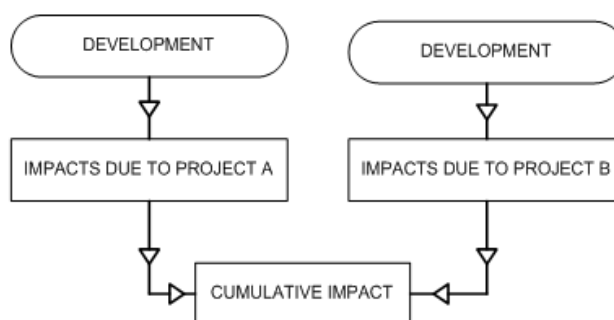 DEVELOPMENT
DEVELOPMENT
IMPACTS DUE TO PROJECT A
IMPACTS DUE TO PROJECT B
CUMULATIVE IMPACT